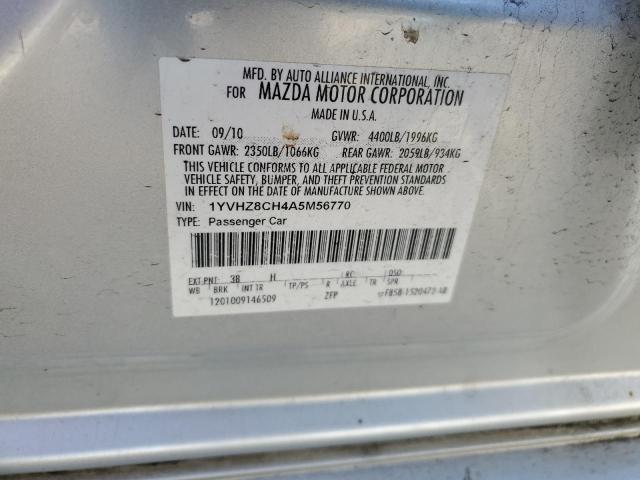 MFD. BY AUTO ALLIANCE INTERNATIONAL, INC.
FOR MAZDA MOTOR CORPORATION
MADE IN U.S.A.
DATE: 09/10 GVWR: 4400LB/1996KG
FRONT GAWR: 2350LB/1066KG REAR GAWR: 2059LB/934KG
THIS VEHICLE CONFORMS TO ALL APPLICABLE FEDERAL MOTOR
VEHICLE SAFETY, BUMPER, AND THEFT PREVENTION STANDARDS
IN EFFECT ON THE DATE OF MANUFACTURE SHOWN ABOVE.
VIN: 1YVHZ8CH4A5M56770
TYPE: Passenger Car
EXT PNT: 38 H RC: DSO
WB BRK INT TR TP/PS R AXLE TR SPR
1201009146509 ZFP